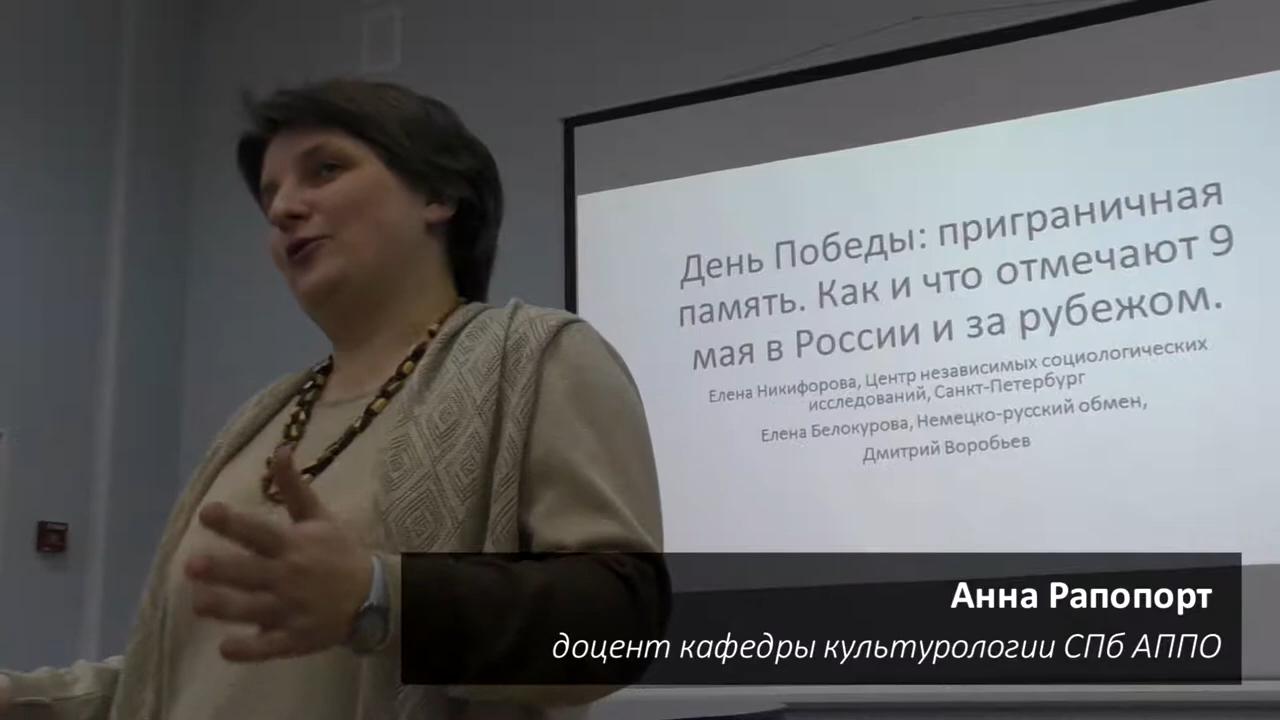 День Победы: приграничная
память. Как и что отмечают 9
мая в России и за рубежом.
Елена Никифорова, Центр независимых социологических
исследований, Санкт-Петербург
Елена Белокурова, Немецко-русский обмен,
Дмитрий Воробьев
Анна Рапопорт
доцент кафедры культурологии СПб АППО